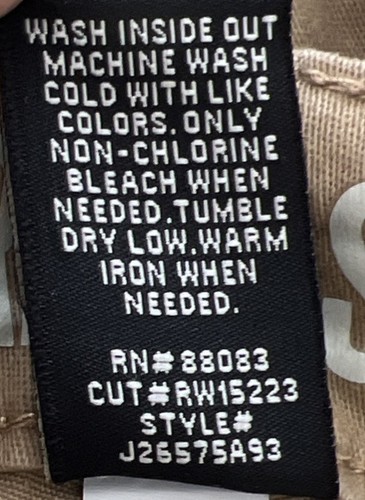 WASH INSIDE OUT
MACHINE WASH
COLD WITH LIKE
COLORS. ONLY
NON-CHLORINE
BLEACH WHEN
NEEDED.TUMBLE
DRY LOW.WARM
IRON WHEN
NEEDED.
RN# 88083
CUT# RW15223
STYLE#
J26575A93